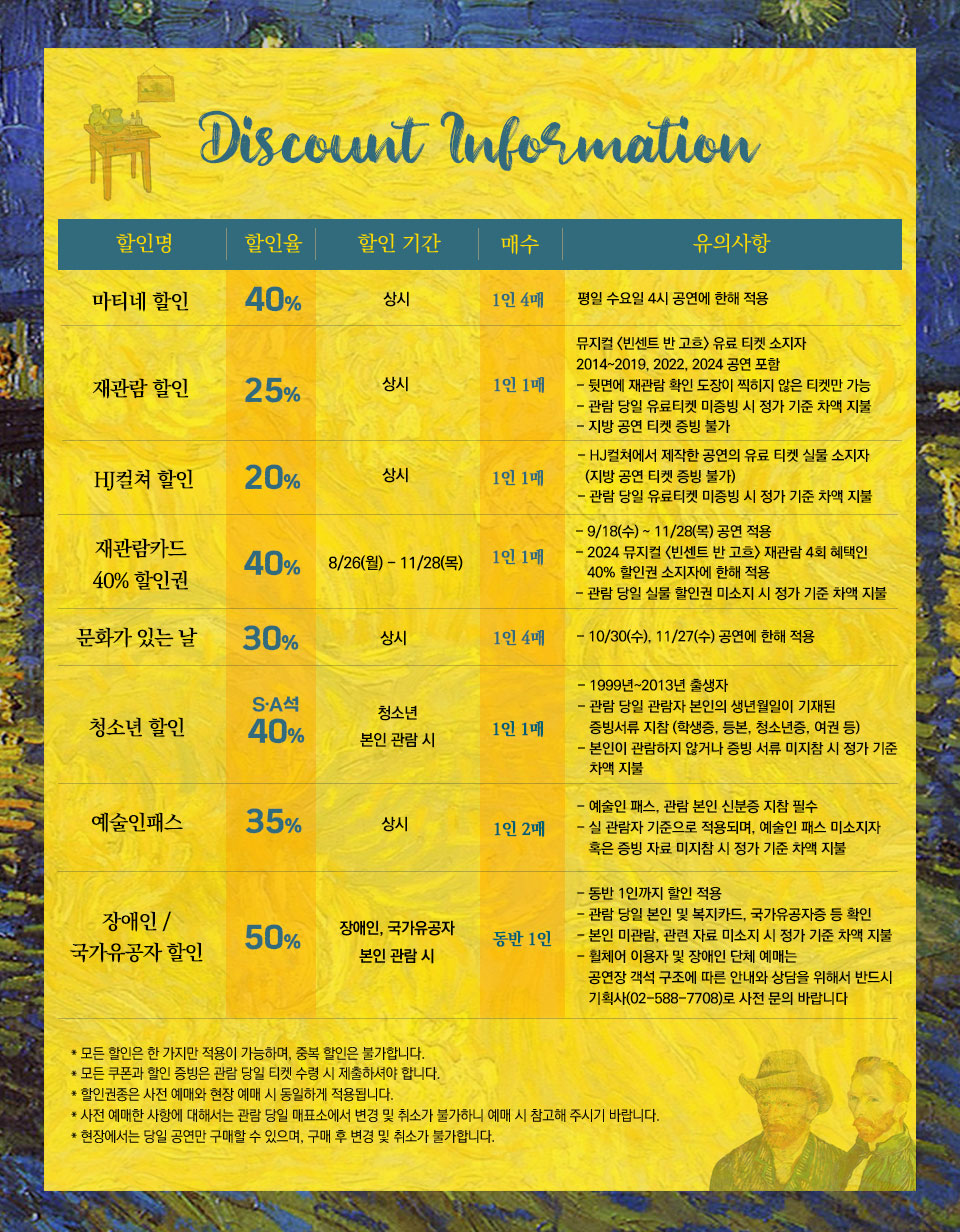 Discount Information
할인명 할인율 할인 기간 매수 유의사항
마티네 할인 40% 상시 1인 4매 평일 수요일 4시 공연에 한해 적용
재관람 할인 25% 상시 1인 1매
뮤지컬 <빈센트 반 고흐> 유료 티켓 소지자
2014~2019, 2022, 2024 공연 포함
- 뒷면에 재관람 확인 도장이 찍히지 않은 티켓만 가능
- 관람 당일 유료티켓 미증빙 시 정가 기준 차액 지불
- 지방 공연 티켓 증빙 불가
HJ컬쳐 할인 20% 상시 1인 1매
- HJ컬쳐에서 제작한 공연의 유료 티켓 실물 소지자
(지방 공연 티켓 증빙 불가)
- 관람 당일 유료티켓 미증빙 시 정가 기준 차액 지불
재관람카드
40% 할인권
40% 8/26(월) - 11/28(목) 1인 1매
- 9/18(수) ~ 11/28(목) 공연 적용
- 2024 뮤지컬 <빈센트 반 고흐> 재관람 4회 혜택인
40% 할인권 소지자에 한해 적용
- 관람 당일 실물 할인권 미소지 시 정가 기준 차액 지불
문화가 있는 날 30% 상시 1인 4매 - 10/30(수), 11/27(수) 공연에 한해 적용
청소년 할인
S·A석
40%
청소년
본인 관람 시
1인 1매
- 1999년~2013년 출생자
- 관람 당일 관람자 본인의 생년월일이 기재된
증빙서류 지참 (학생증, 등본, 청소년증, 여권 등)
- 본인이 관람하지 않거나 증빙 서류 미지참 시 정가 기준
차액 지불
예술인패스 35% 상시 1인 2매
- 예술인 패스, 관람 본인 신분증 지참 필수
- 실 관람자 기준으로 적용되며, 예술인 패스 미소지자
혹은 증빙 자료 미지참 시 정가 기준 차액 지불
장애인 /
국가유공자 할인
50%
장애인, 국가유공자
본인 관람 시
동반 1인
- 동반 1인까지 할인 적용
- 관람 당일 본인 및 복지카드, 국가유공자증 등 확인
- 본인 미관람, 관련 자료 미소지 시 정가 기준 차액 지불
- 휠체어 이용자 및 장애인 단체 예매는
공연장 객석 구조에 따른 안내와 상담을 위해서 반드시
기획사(02-588-7708)로 사전 문의 바랍니다
* 모든 할인은 한 가지만 적용이 가능하며, 중복 할인은 불가합니다.
* 모든 쿠폰과 할인 증빙은 관람 당일 티켓 수령 시 제출하셔야 합니다.
* 할인권종은 사전 예매와 현장 예매 시 동일하게 적용됩니다.
* 사전 예매한 사항에 대해서는 관람 당일 매표소에서 변경 및 취소가 불가하니 예매 시 참고해 주시기 바랍니다.
* 현장에서는 당일 공연만 구매할 수 있으며, 구매 후 변경 및 취소가 불가합니다.